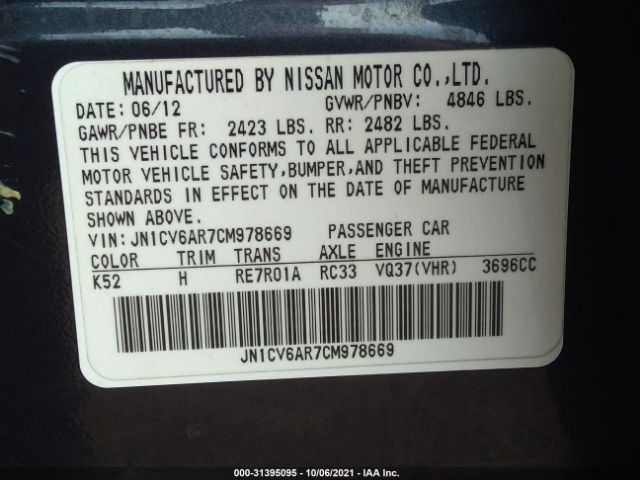 MANUFACTURED BY NISSAN MOTOR CO.,LTD.
DATE: 06/12 GVWR/PNBV: 4846 LBS.
GAWR/PNBE FR: 2423 LBS. RR: 2482 LBS.
THIS VEHICLE CONFORMS TO ALL APPLICABLE FEDERAL
MOTOR VEHICLE SAFETY,BUMPER,AND THEFT PREVENTION
STANDARDS IN EFFECT ON THE DATE OF MANUFACTURE
SHOWN ABOVE.
VIN:JN1CV6AR7CM978669 PASSENGER CAR
COLOR TRIM TRANS AXLE ENGINE
K52 H RE7R01A RC33 VQ37(VHR) 3696CC
JN1CV6AR7CM978669
000-31395095 - 10/06/2021 - IAA Inc.